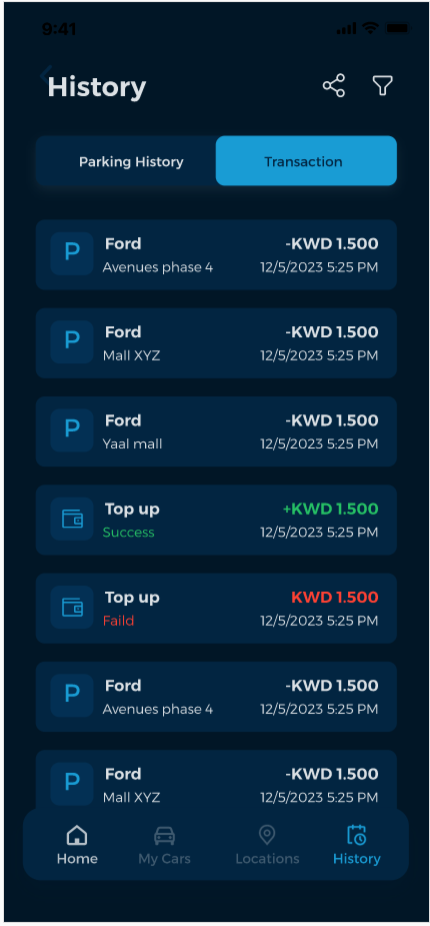 9:41
History
Parking History Transaction
P Ford -KWD 1.500
Avenues phase 4 12/5/2023 5:25 PM
P Ford -KWD 1.500
Mall XYZ 12/5/2023 5:25 PM
P Ford -KWD 1.500
Yaal mall 12/5/2023 5:25 PM
Top up +KWD 1.500
Success 12/5/2023 5:25 PM
Top up KWD 1.500
Faild 12/5/2023 5:25 PM
P Ford -KWD 1.500
Avenues phase 4 12/5/2023 5:25 PM
P Ford -KWD 1.500
Mall XYZ 12/5/2023 5:25 PM
Home My Cars Locations History